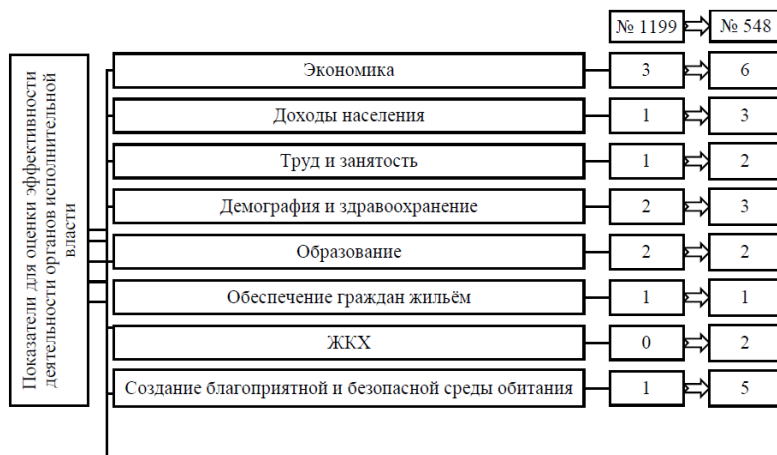 № 1199 № 548
Показатели для оценки эффективности
деятельности органов исполнительной
власти
Экономика 3 6
Доходы населения 1 3
Труд и занятость 1 2
Демография и здравоохранение 2 3
Образование 2 2
Обеспечение граждан жильём 1 1
ЖКХ 0 2
Создание благоприятной и безопасной среды обитания 1 5